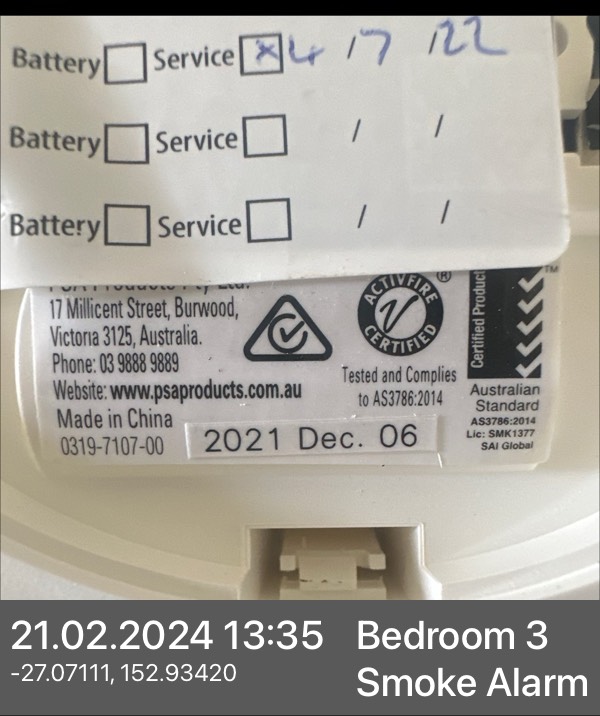 Battery Service x 4 / 7 / 22
Battery Service / /
Battery Service / /
17 Millicent Street, Burwood,
Victoria 3125, Australia.
Phone: 03 9888 9889
Website: www.psaproducts.com.au
Made in China
0319-7107-00
2021 Dec. 06
ACTIVFIRE ®
CERTIFIED
Tested and Complies
to AS3786:2014
Certified Product
TM
Australian
Standard
AS3786:2014
Lic: SMK1377
SAI Global
21.02.2024 13:35
-27.07111, 152.93420
Bedroom 3
Smoke Alarm